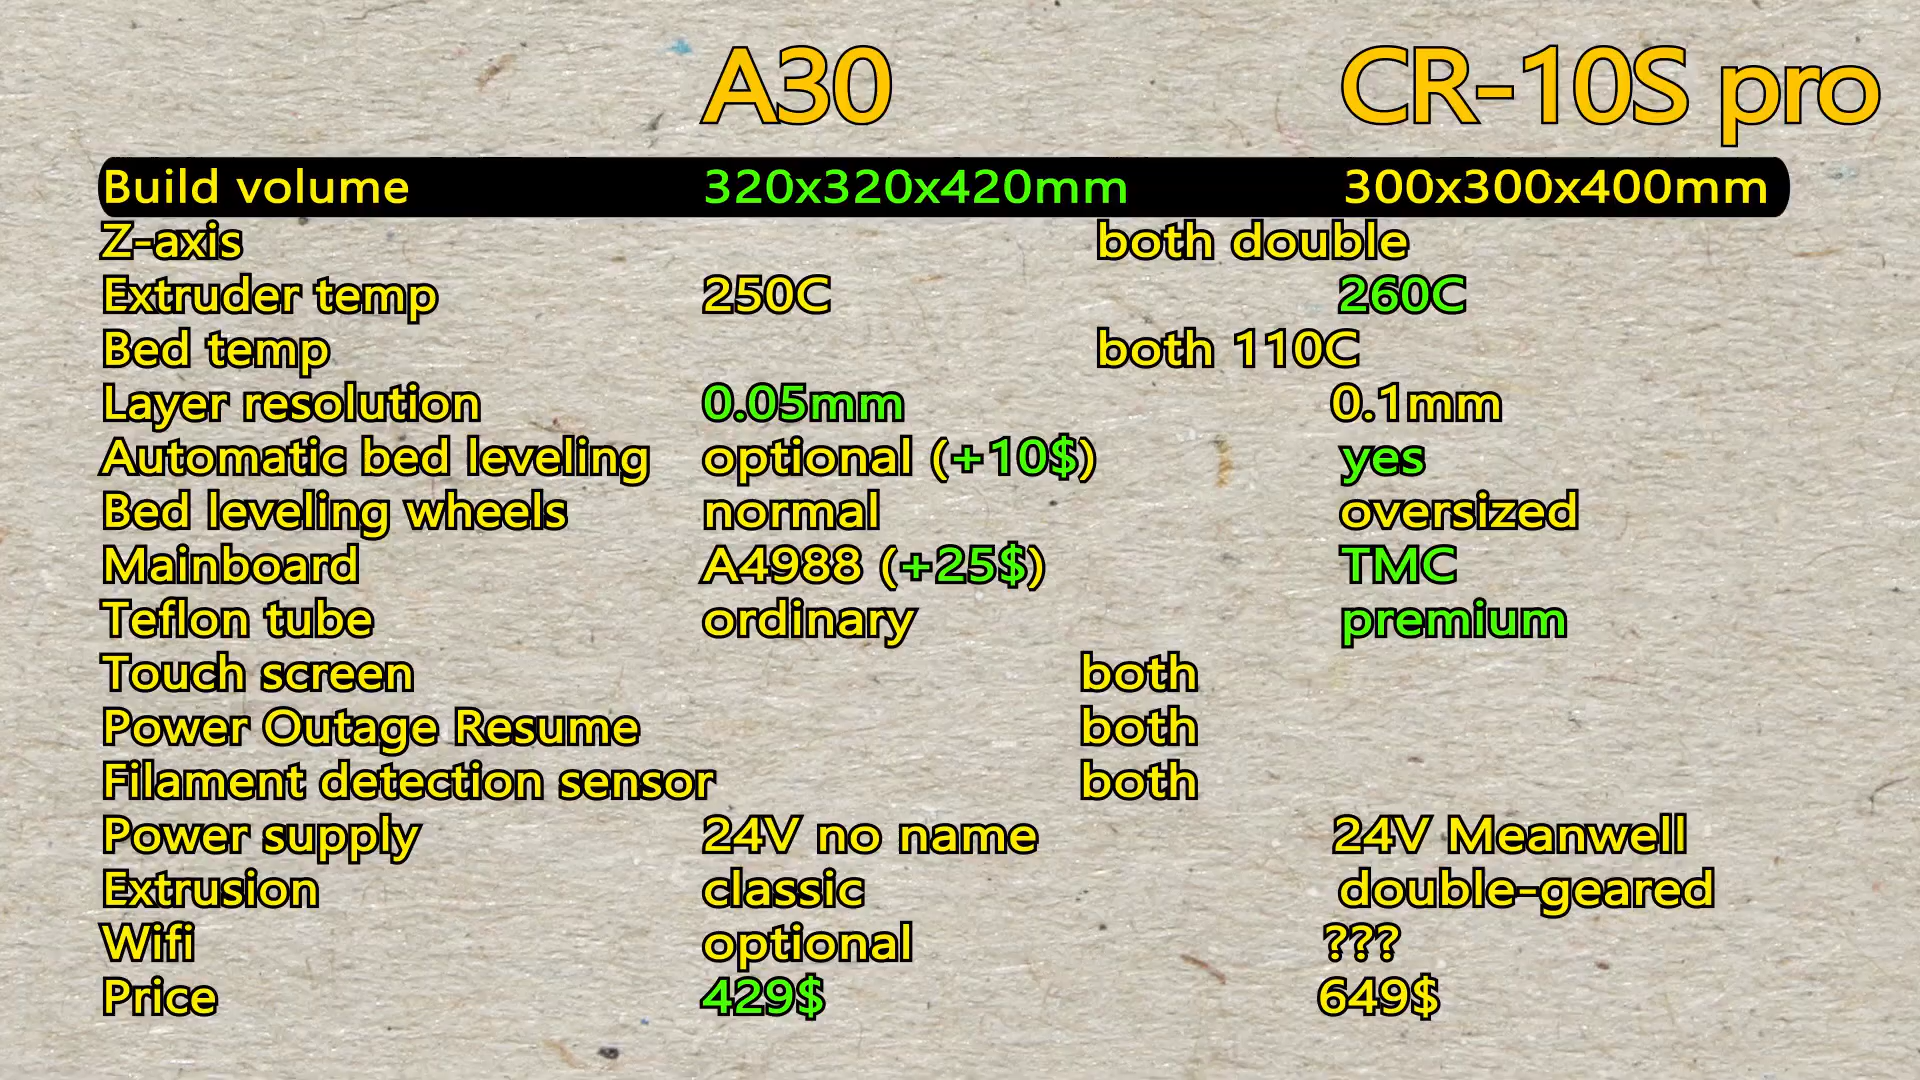 A30 CR-10S pro
Build volume 320x320x420mm 300x300x400mm
Z-axis both double
Extruder temp 250C 260C
Bed temp both 110C
Layer resolution 0.05mm 0.1mm
Automatic bed leveling optional (+10$) yes
Bed leveling wheels normal oversized
Mainboard A4988 (+25$) TMC
Teflon tube ordinary premium
Touch screen both
Power Outage Resume both
Filament detection sensor both
Power supply 24V no name 24V Meanwell
Extrusion classic double-geared
Wifi optional ???
Price 429$ 649$